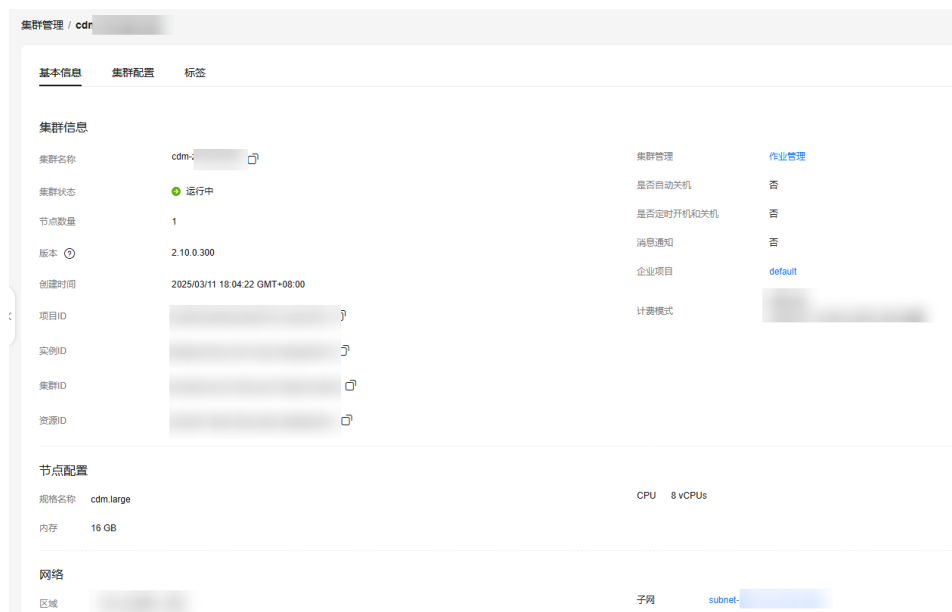 集群管理 / cdm
基本信息 集群配置 标签
集群信息
集群名称 cdm-
集群管理 作业管理
集群状态 运行中
是否自动关机 否
节点数量 1
是否定时开机和关机 否
版本 2.10.0.300
消息通知 否
创建时间 2025/03/11 18:04:22 GMT+08:00
企业项目 default
项目ID
计费模式
实例ID
集群ID
资源ID
节点配置
规格名称 cdm.large
CPU 8 vCPUs
内存 16 GB
网络
区域
子网 subnet-